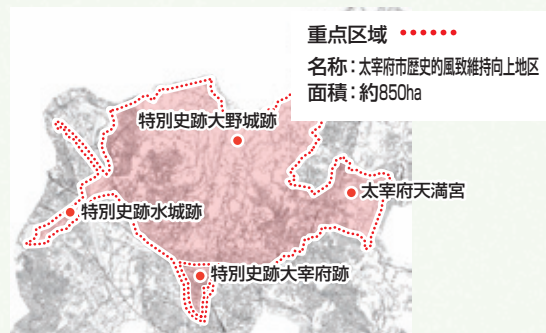 重点区域
名称：太宰府市歴史的風致維持向上地区
面積：約850ha
特別史跡大野城跡
太宰府天満宮
特別史跡水城跡
特別史跡大宰府跡